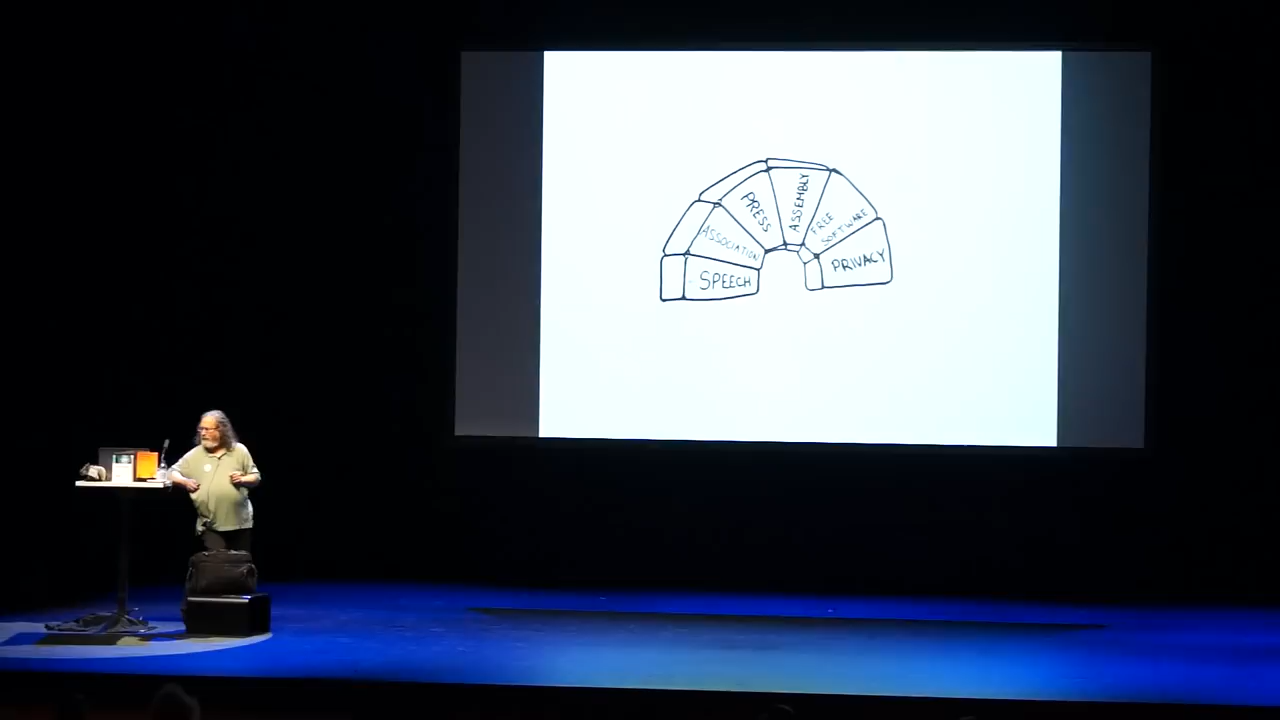 SPEECH
ASSOCIATION
PRESS
ASSEMBLY
FREE
SOFTWARE
PRIVACY